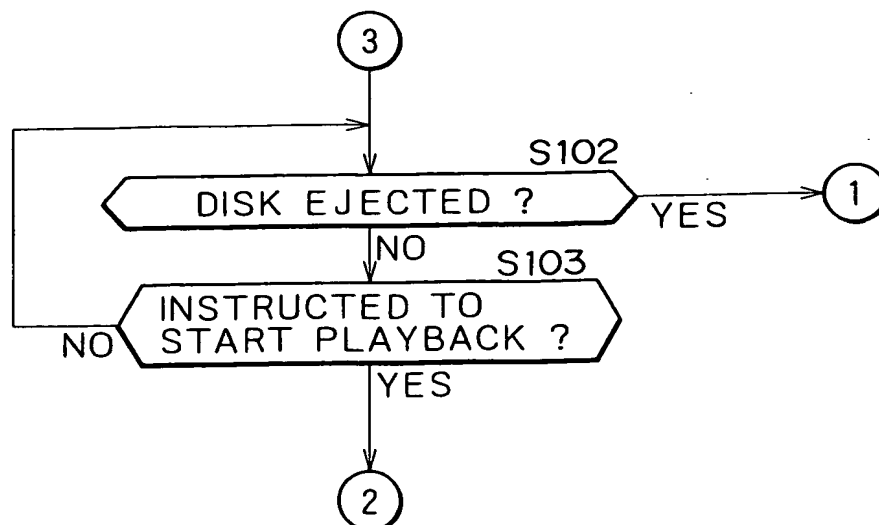 3
S102
DISK EJECTED ?
YES
1
NO
S103
INSTRUCTED TO
START PLAYBACK ?
NO
YES
2